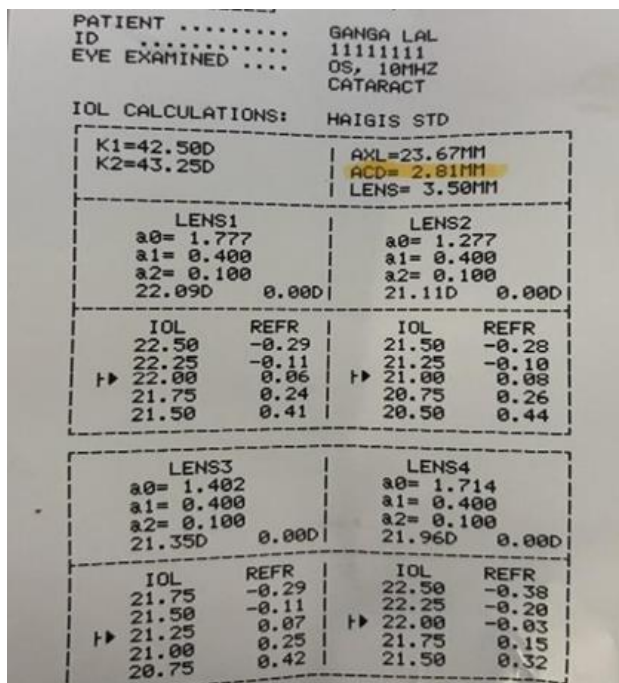 PATIENT ......... GANGA LAL
ID ............ 11111111
EYE EXAMINED .... OS, 10MHZ
CATARACT
IOL CALCULATIONS: HAIGIS STD
K1=42.50D AXL=23.67MM
K2=43.25D ACD= 2.81MM
LENS= 3.50MM
LENS1 LENS2
a0= 1.777 a0= 1.277
a1= 0.400 a1= 0.400
a2= 0.100 a2= 0.100
22.09D 0.00D 21.11D 0.00D
IOL REFR IOL REFR
22.50 -0.29 21.50 -0.28
22.25 -0.11 21.25 -0.10
22.00 0.06 21.00 0.08
21.75 0.24 20.75 0.26
21.50 0.41 20.50 0.44
LENS3 LENS4
a0= 1.402 a0= 1.714
a1= 0.400 a1= 0.400
a2= 0.100 a2= 0.100
21.35D 0.00D 21.96D 0.00D
IOL REFR IOL REFR
21.75 -0.29 22.50 -0.38
21.50 -0.11 22.25 -0.20
21.25 0.07 22.00 -0.03
21.00 0.25 21.75 0.15
20.75 0.42 21.50 0.32